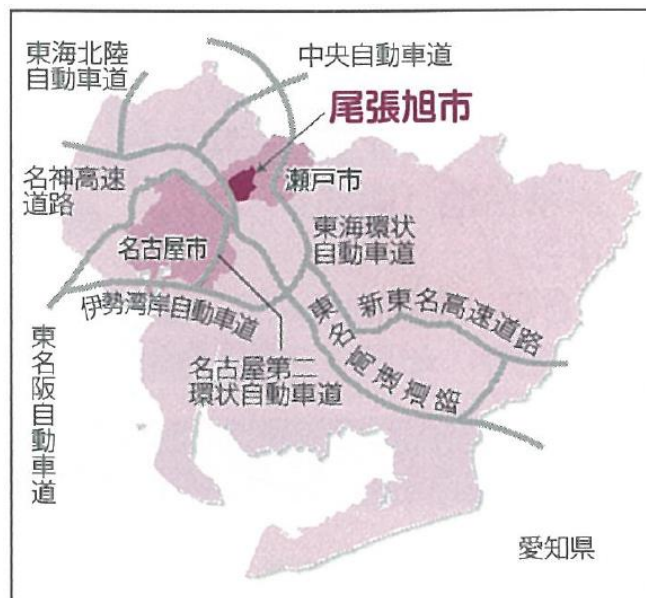 東海北陸
自動車道
中央自動車道
尾張旭市
名神高速
道路
瀬戸市
名古屋市
東海環状
自動車道
伊勢湾岸自動車道
新東名高速道路
東名高速道路
名古屋第二
環状自動車道
東名阪自動車道
愛知県